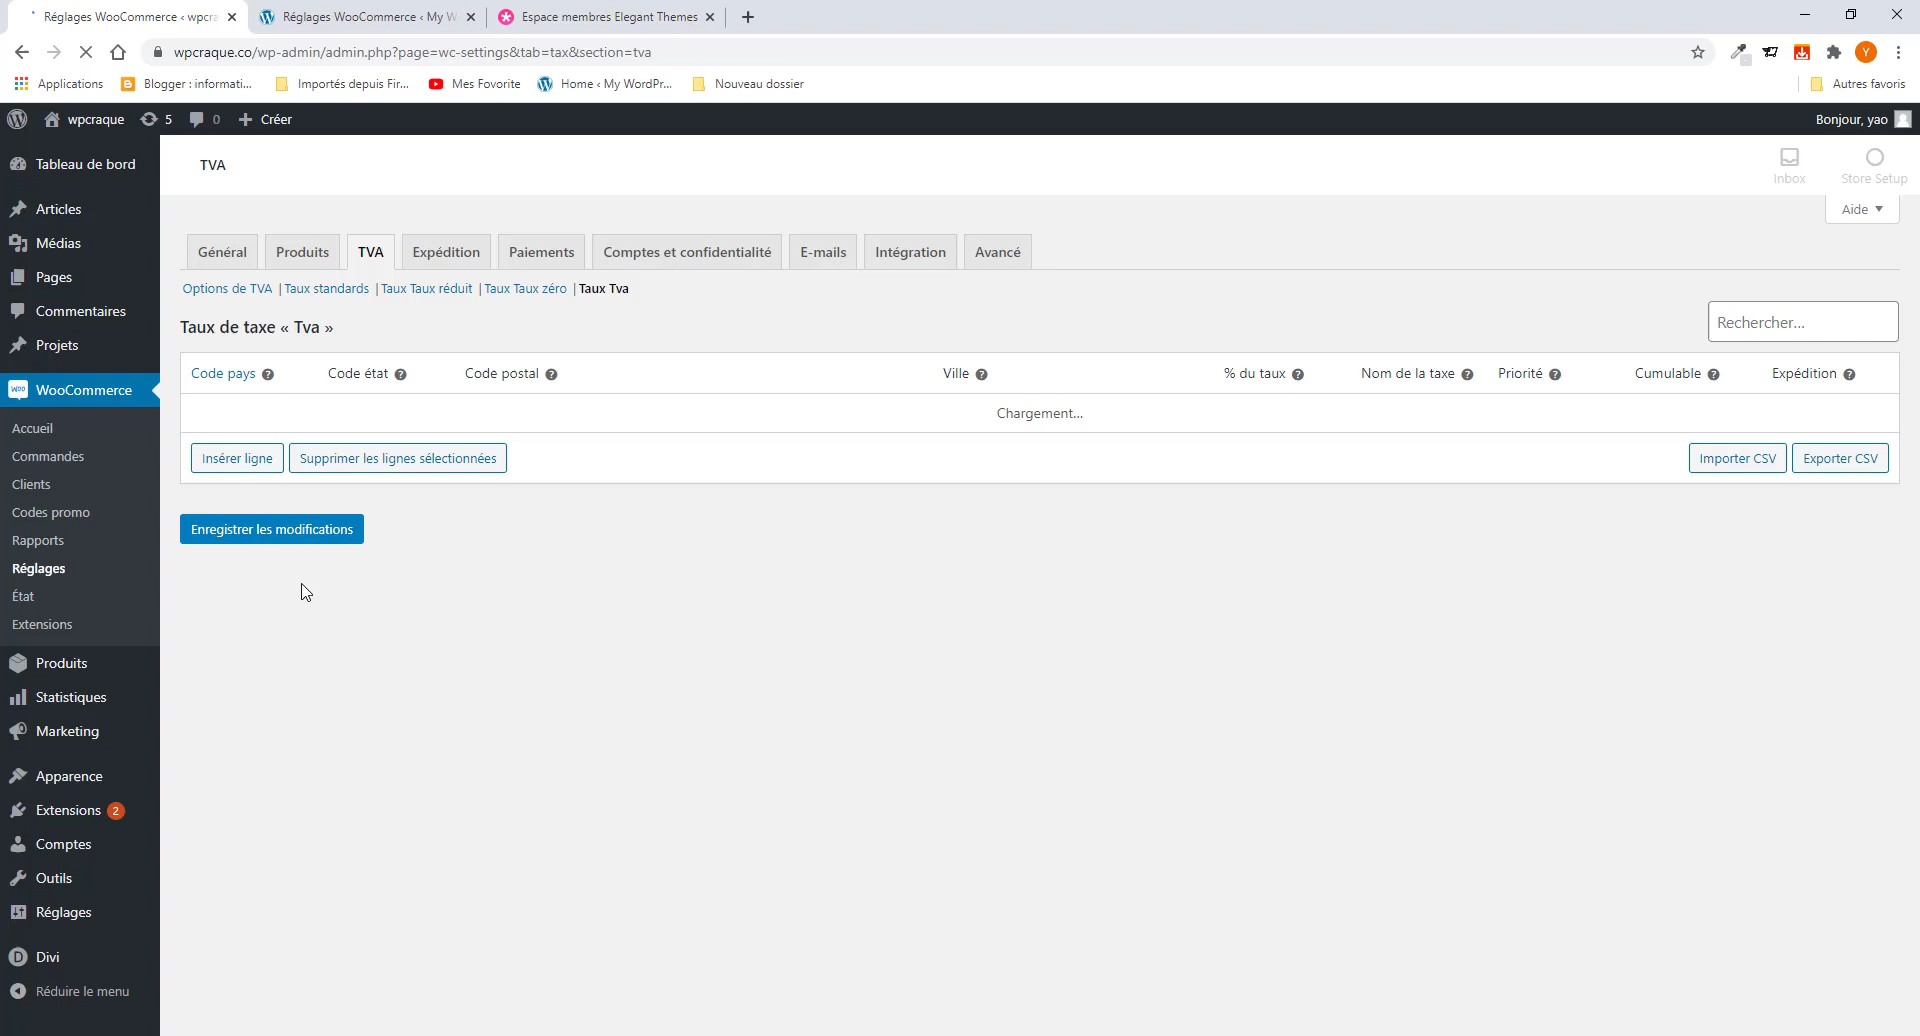 Réglages WooCommerce ‹ wpcra
Réglages WooCommerce ‹ My W
Espace membres Elegant Themes
wpcraque.co/wp-admin/admin.php?page=wc-settings&tab=tax&section=tva
Y
Applications
Blogger : informati...
Importés depuis Fir...
Mes Favorite
Home ‹ My WordPr...
Nouveau dossier
Autres favoris
wpcraque
5
0
Créer
Bonjour, yao
Tableau de bord
Articles
Médias
Pages
Commentaires
Projets
WooCommerce
Accueil
Commandes
Clients
Codes promo
Rapports
Réglages
État
Extensions
Produits
Statistiques
Marketing
Apparence
Extensions 2
Comptes
Outils
Réglages
Divi
Réduire le menu
TVA
Inbox
Store Setup
Aide
Général
Produits
TVA
Expédition
Paiements
Comptes et confidentialité
E-mails
Intégration
Avancé
Options de TVA | Taux standards | Taux Taux réduit | Taux Taux zéro | Taux Tva
Taux de taxe « Tva »
Rechercher...
Code pays
Code état
Code postal
Ville
% du taux
Nom de la taxe
Priorité
Cumulable
Expédition
Chargement...
Insérer ligne
Supprimer les lignes sélectionnées
Importer CSV
Exporter CSV
Enregistrer les modifications